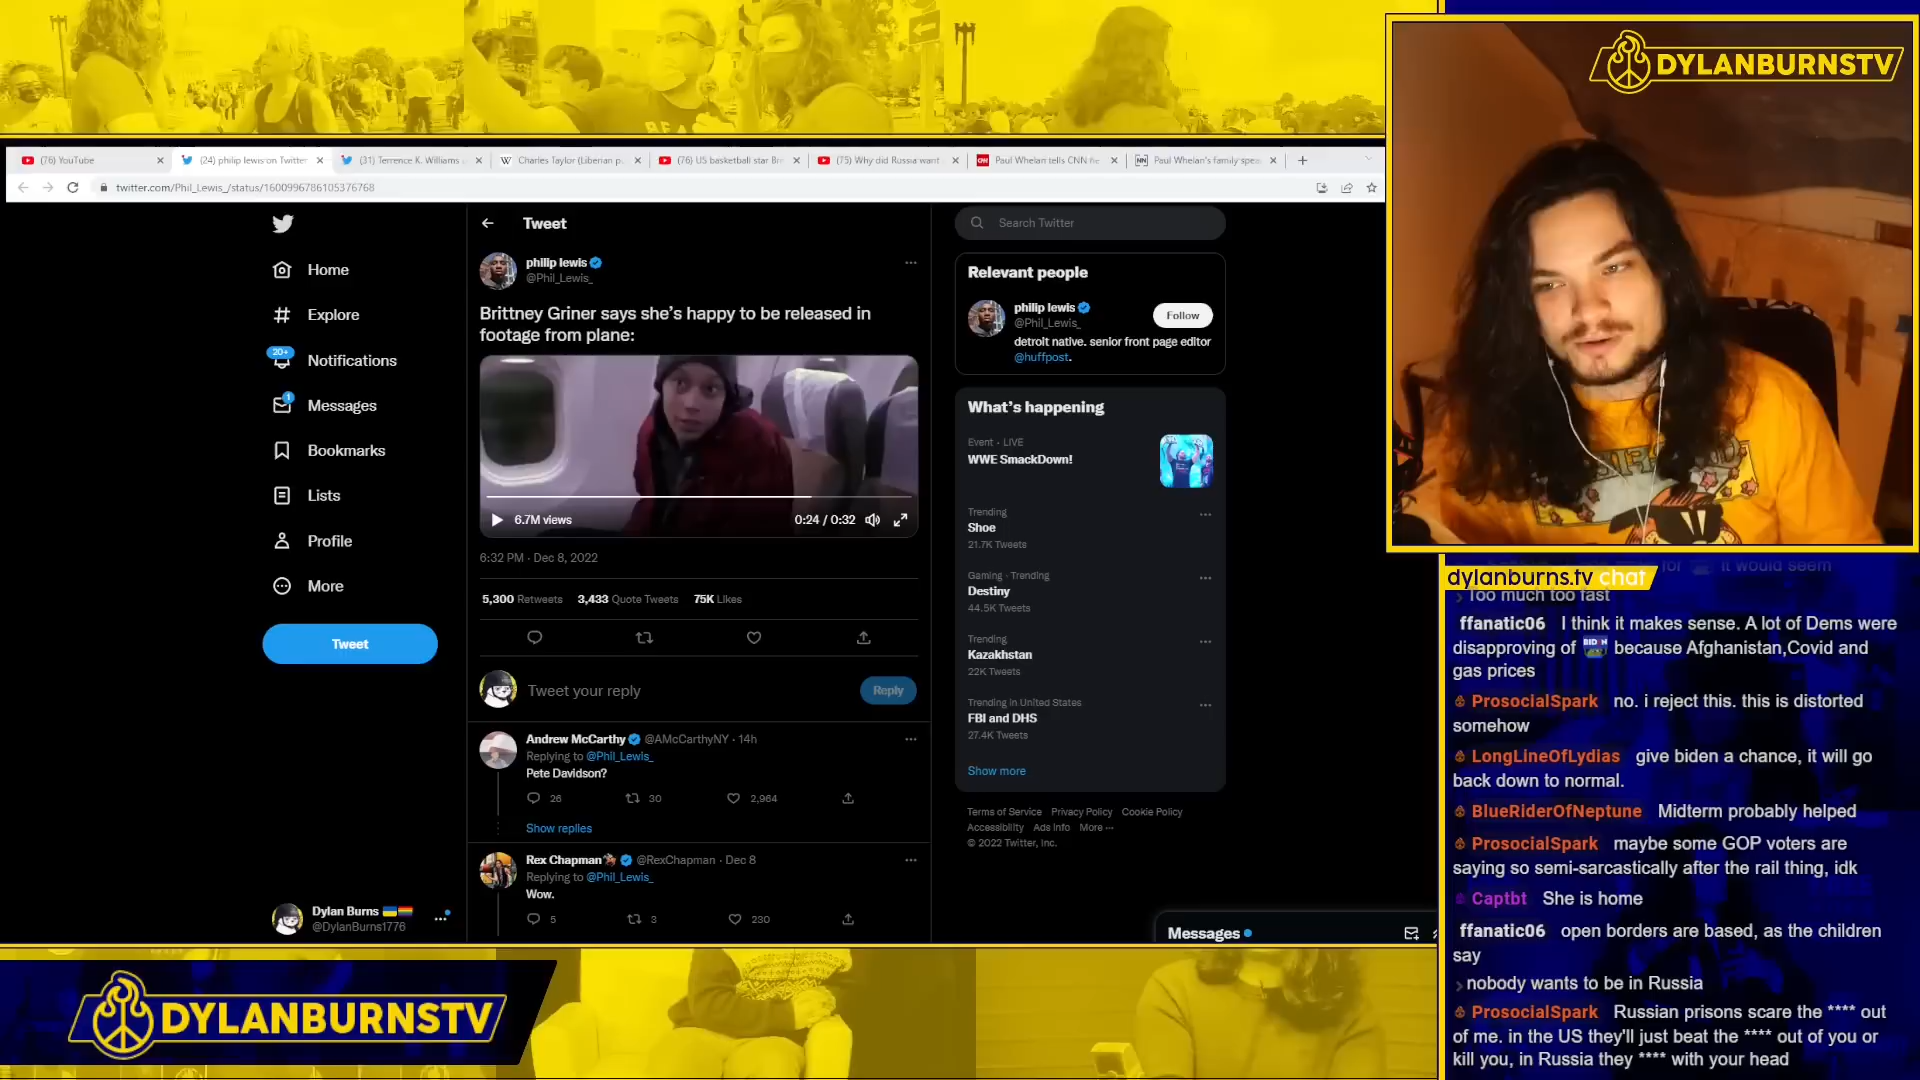 DYLANBURNSTV
(76) YouTube
(24) philip lewis on Twitter
(31) Terrence K. Williams
Charles Taylor (Liberian p
(76) US basketball star Bri
(75) Why did Russia want
Paul Whelan tells CNN he
Paul Whelan's family spea
twitter.com/Phil_Lewis_/status/1600996786105376768
Home
Explore
20+
Notifications
1
Messages
Bookmarks
Lists
Profile
More
Tweet
Dylan Burns
@DylanBurns1776
Tweet
philip lewis
@Phil_Lewis_
Brittney Griner says she's happy to be released in
footage from plane:
6.7M views
0:24 / 0:32
6:32 PM · Dec 8, 2022
5,300 Retweets 3,433 Quote Tweets 75K Likes
Tweet your reply
Reply
Andrew McCarthy @AMcCarthyNY · 14h
Replying to @Phil_Lewis_
Pete Davidson?
26 30 2,964
Show replies
Rex Chapman @RexChapman · Dec 8
Replying to @Phil_Lewis_
Wow.
5 3 230
Search Twitter
Relevant people
philip lewis
@Phil_Lewis_
Follow
detroit native. senior front page editor
@huffpost.
What's happening
Event · LIVE
WWE SmackDown!
Trending
Shoe
21.7K Tweets
Gaming · Trending
Destiny
44.5K Tweets
Trending
Kazakhstan
22K Tweets
Trending in United States
FBI and DHS
27.4K Tweets
Show more
Terms of Service Privacy Policy Cookie Policy
Accessibility Ads info More ···
© 2022 Twitter, Inc.
Messages
dylanburns.tv chat
for it would seem
Too much too fast
ffanatic06 I think it makes sense. A lot of Dems were
disapproving of because Afghanistan,Covid and
gas prices
ProsocialSpark no. i reject this. this is distorted
somehow
LongLineOfLydias give biden a chance, it will go
back down to normal.
BlueRiderOfNeptune Midterm probably helped
ProsocialSpark maybe some GOP voters are
saying so semi-sarcastically after the rail thing, idk
Captbt She is home
ffanatic06 open borders are based, as the children
say
nobody wants to be in Russia
ProsocialSpark Russian prisons scare the **** out
of me. in the US they'll just beat the **** out of you or
kill you, in Russia they **** with your head
DYLANBURNSTV